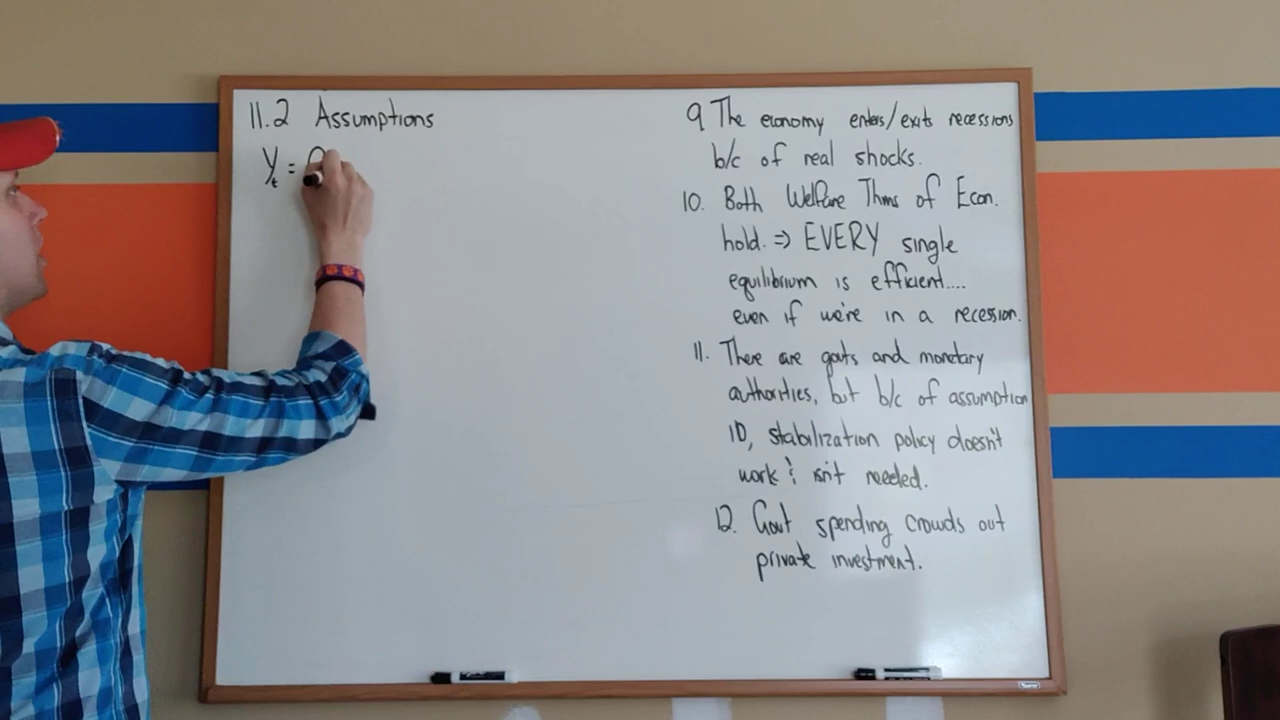 11.2 Assumptions
Yt =
9 The economy enters/exits recessions
b/c of real shocks.
10. Both Welfare Thms of Econ.
hold. => EVERY single
equilibrium is efficient....
even if we're in a recession.
11. There are govts and monetary
authorities, but b/c of assumption
10, stabilization policy doesn't
work & isn't needed.
12. Govt spending crowds out
private investment.